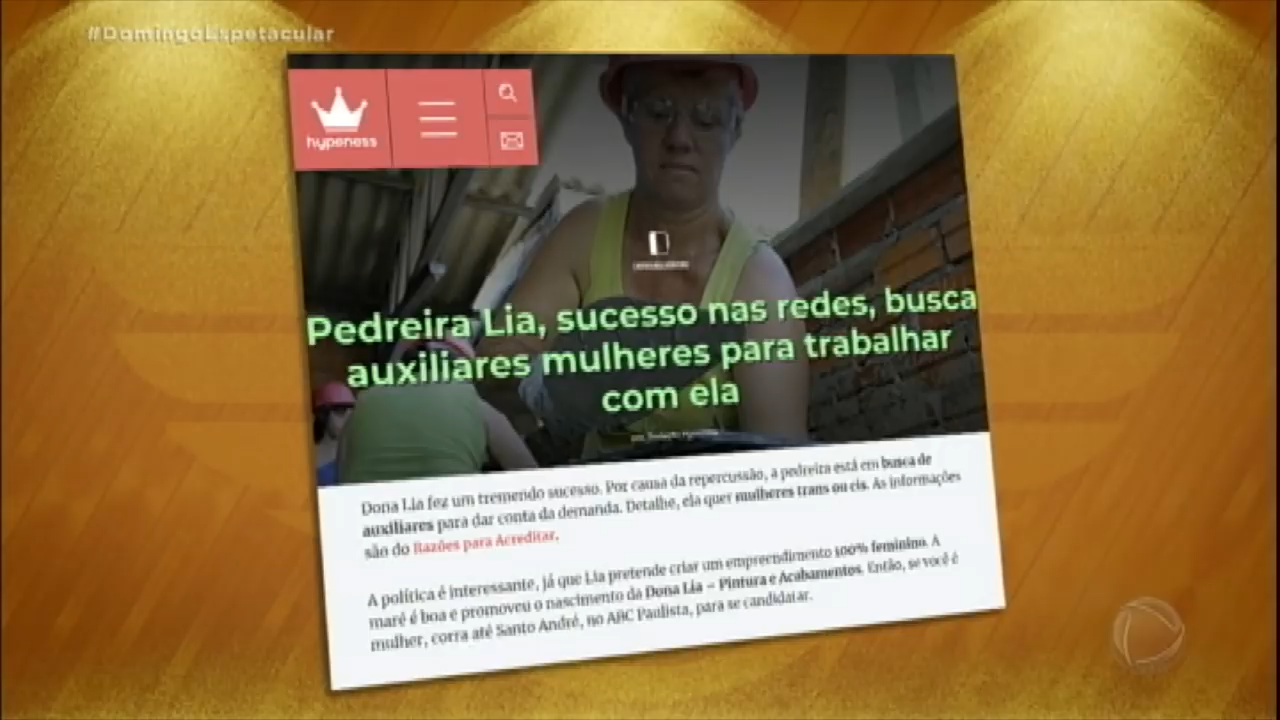 #DomingoEspetacular
hypeness
Pedreira Lia, sucesso nas redes, busca
auxiliares mulheres para trabalhar
com ela
Dona Lia fez um tremendo sucesso. Por causa da repercussão, a pedreira está em busca de
auxiliares para dar conta da demanda. Detalhe, ela quer mulheres trans ou cis. As informações
são do Razões para Acreditar.
A política é interessante, já que Lia pretende criar um empreendimento 100% feminino. A
maré é boa e promoveu o nascimento da Dona Lia – Pintura e Acabamentos. Então, se você é
mulher, corra até Santo André, no ABC Paulista, para se candidatar.